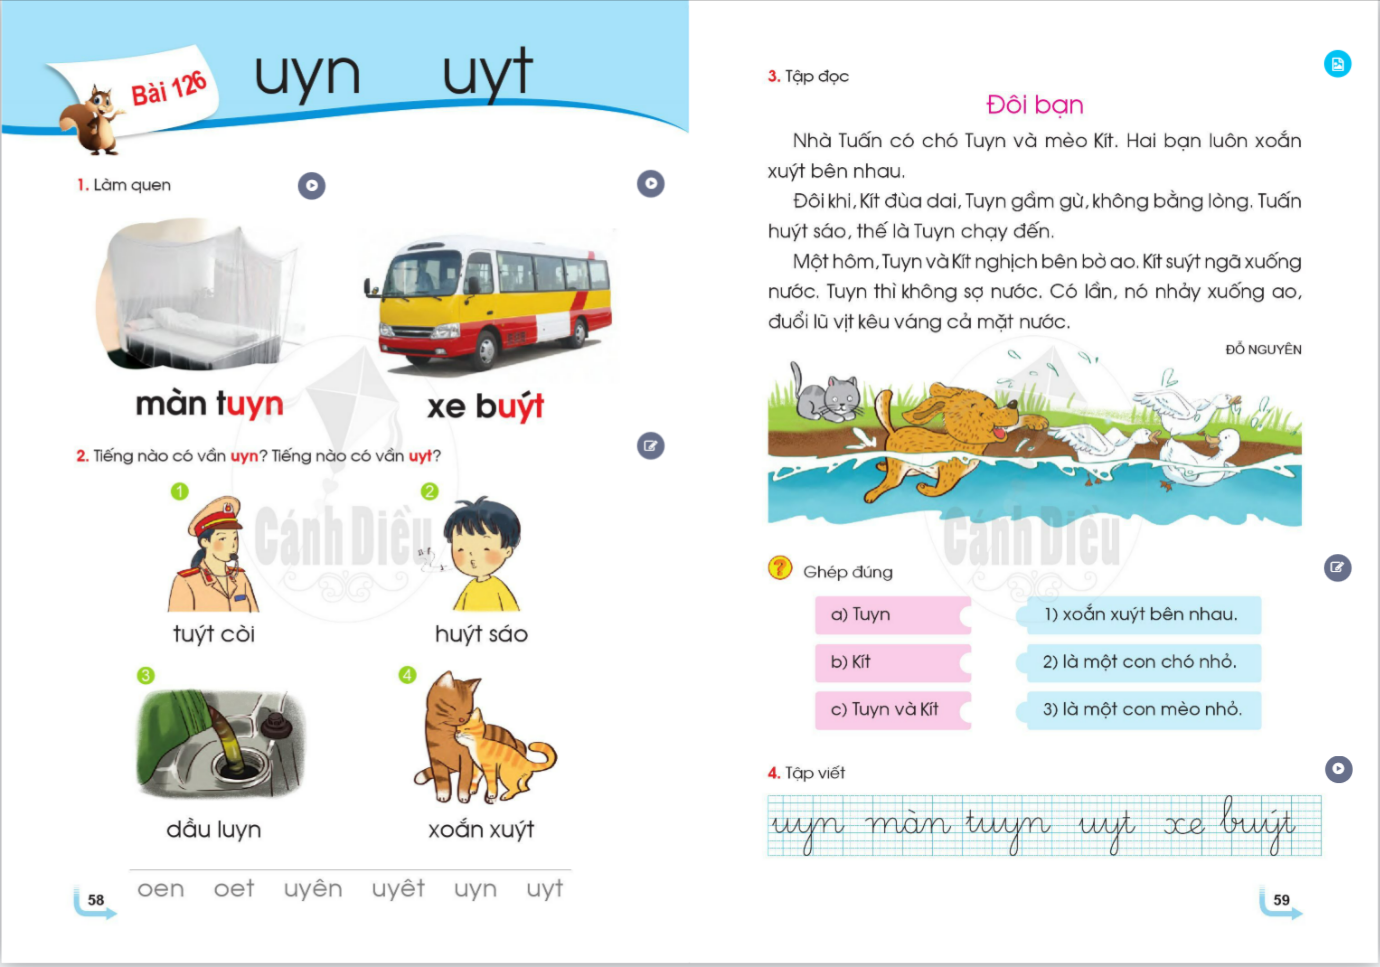 Bài 126
uyn uyt
1. Làm quen
màn tuyn
xe buýt
2. Tiếng nào có vần uyn? Tiếng nào có vần uyt?
1
tuýt còi
2
huýt sáo
3
dầu luyn
4
xoắn xuýt
oen oet uyên uyêt uyn uyt
58
Cánh Diều
3. Tập đọc
Đôi bạn
Nhà Tuấn có chó Tuyn và mèo Kít. Hai bạn luôn xoắn
xuýt bên nhau.
Đôi khi, Kít đùa dai, Tuyn gầm gừ, không bằng lòng. Tuấn
huýt sáo, thế là Tuyn chạy đến.
Một hôm, Tuyn và Kít nghịch bên bờ ao. Kít suýt ngã xuống
nước. Tuyn thì không sợ nước. Có lần, nó nhảy xuống ao,
đuổi lũ vịt kêu váng cả mặt nước.
ĐỖ NGUYÊN
Cánh Diều
? Ghép đúng
a) Tuyn
1) xoắn xuýt bên nhau.
b) Kít
2) là một con chó nhỏ.
c) Tuyn và Kít
3) là một con mèo nhỏ.
4. Tập viết
uyn màn tuyn uyt xe buýt
59